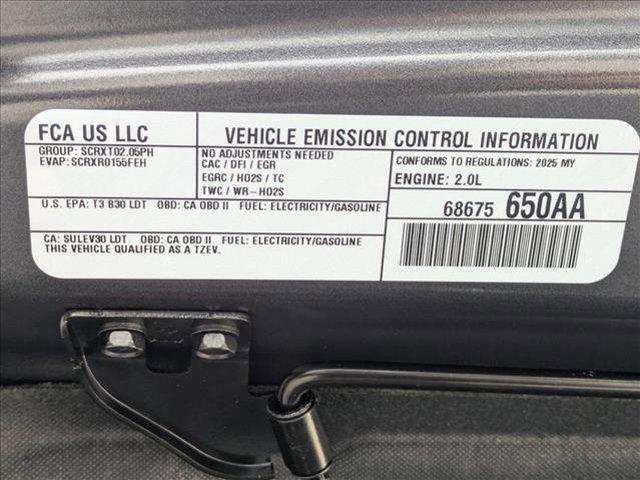 FCA US LLC
GROUP: SCRXT02.05PH
EVAP: SCRXR0155FEH
VEHICLE EMISSION CONTROL INFORMATION
NO ADJUSTMENTS NEEDED
CAC / DFI / EGR
EGRC / HO2S / TC
TWC / WR-HO2S
CONFORMS TO REGULATIONS: 2025 MY
ENGINE: 2.0L
U.S. EPA: T3 B30 LDT OBD: CA OBD II FUEL: ELECTRICITY/GASOLINE
CA: SULEV30 LDT OBD: CA OBD II FUEL: ELECTRICITY/GASOLINE
THIS VEHICLE QUALIFIED AS A TZEV.
68675 650AA